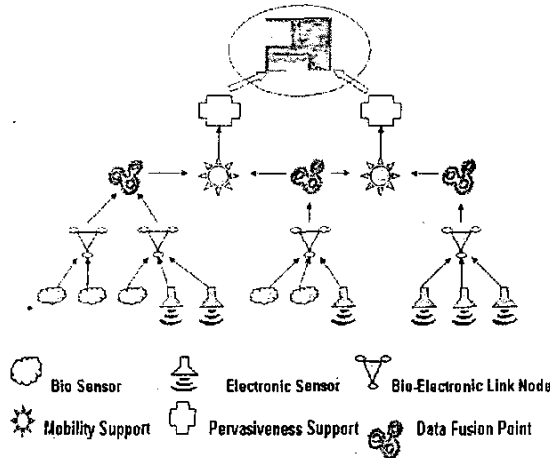 Bio Sensor Electronic Sensor Bio-Electronic Link Node
Mobility Support Pervasiveness Support Data Fusion Point